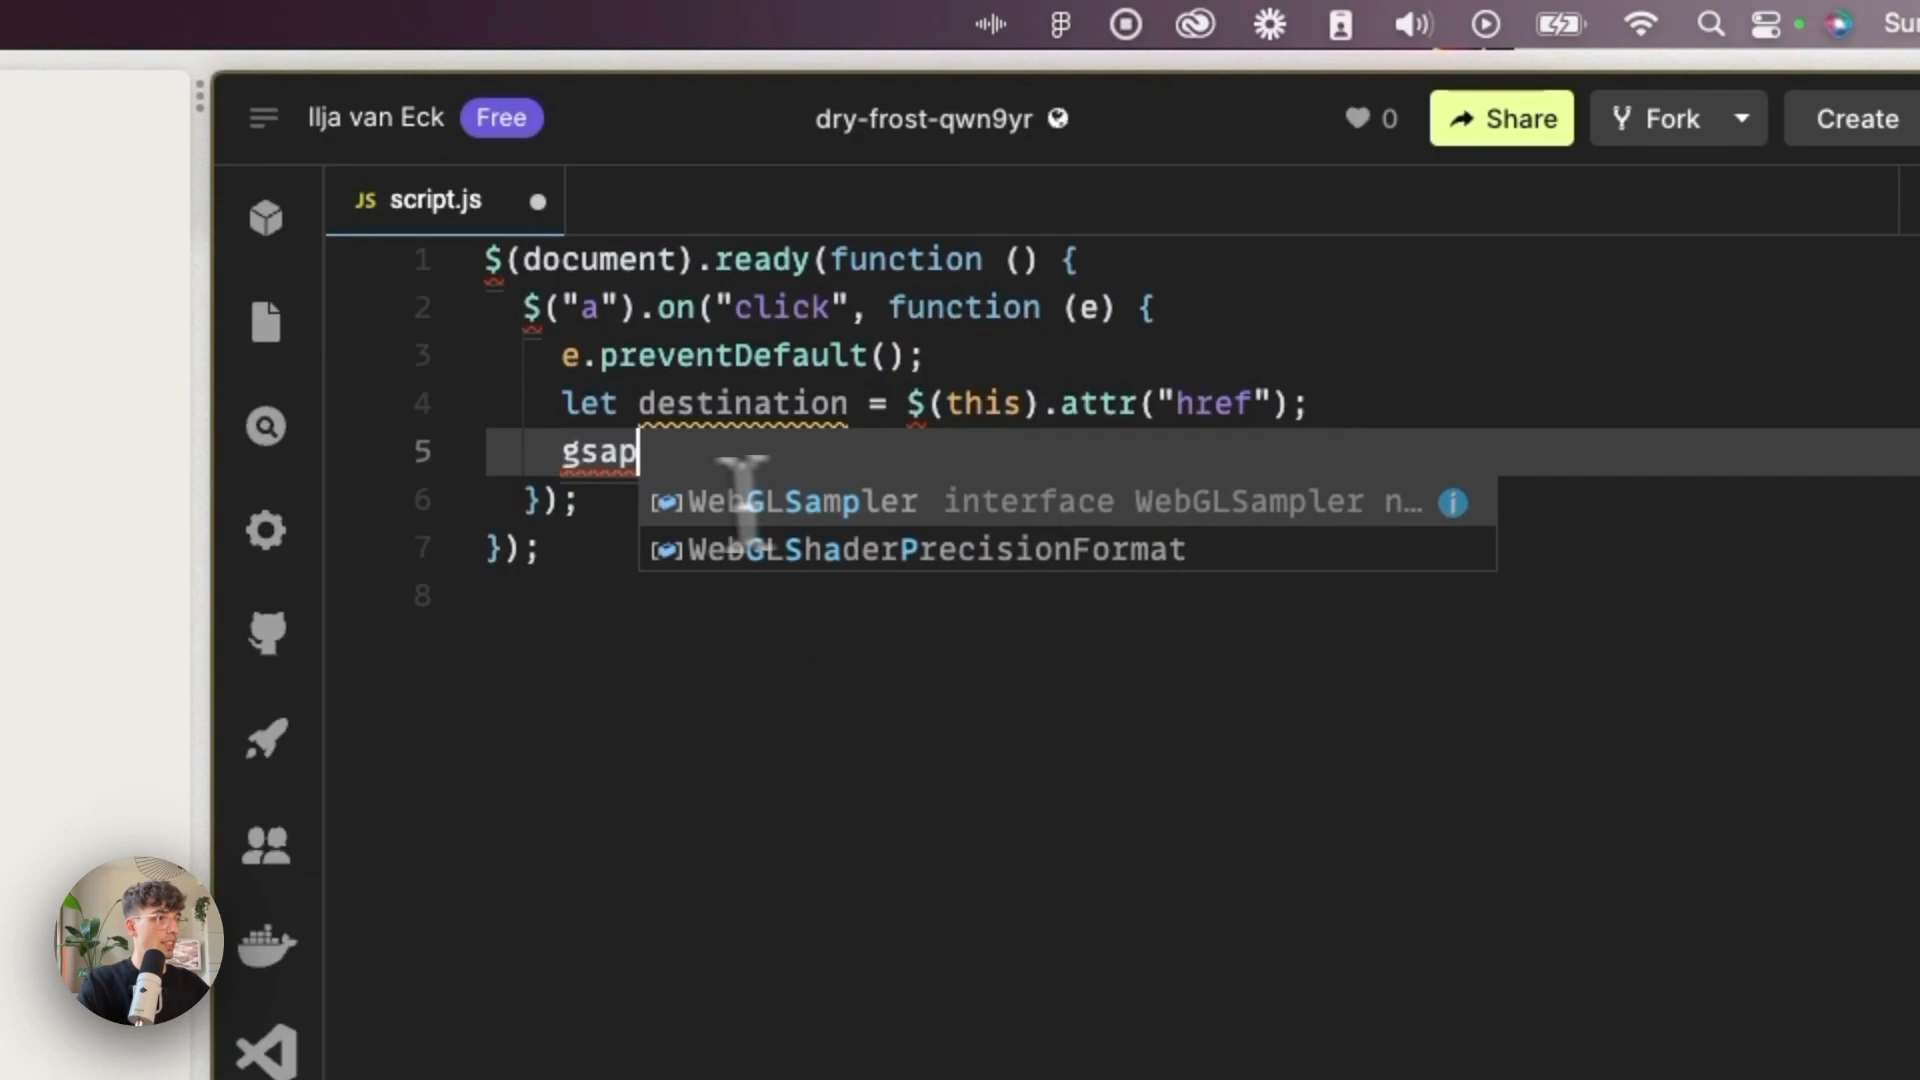 Sun
Ilja van Eck Free dry-frost-qwn9yr 0 Share Fork Create
JS script.js
1 $(document).ready(function () {
2 $("a").on("click", function (e) {
3 e.preventDefault();
4 let destination = $(this).attr("href");
5 gsap
WebGLSampler interface WebGLSampler n…
6 });
WebGLShaderPrecisionFormat
7 });
8